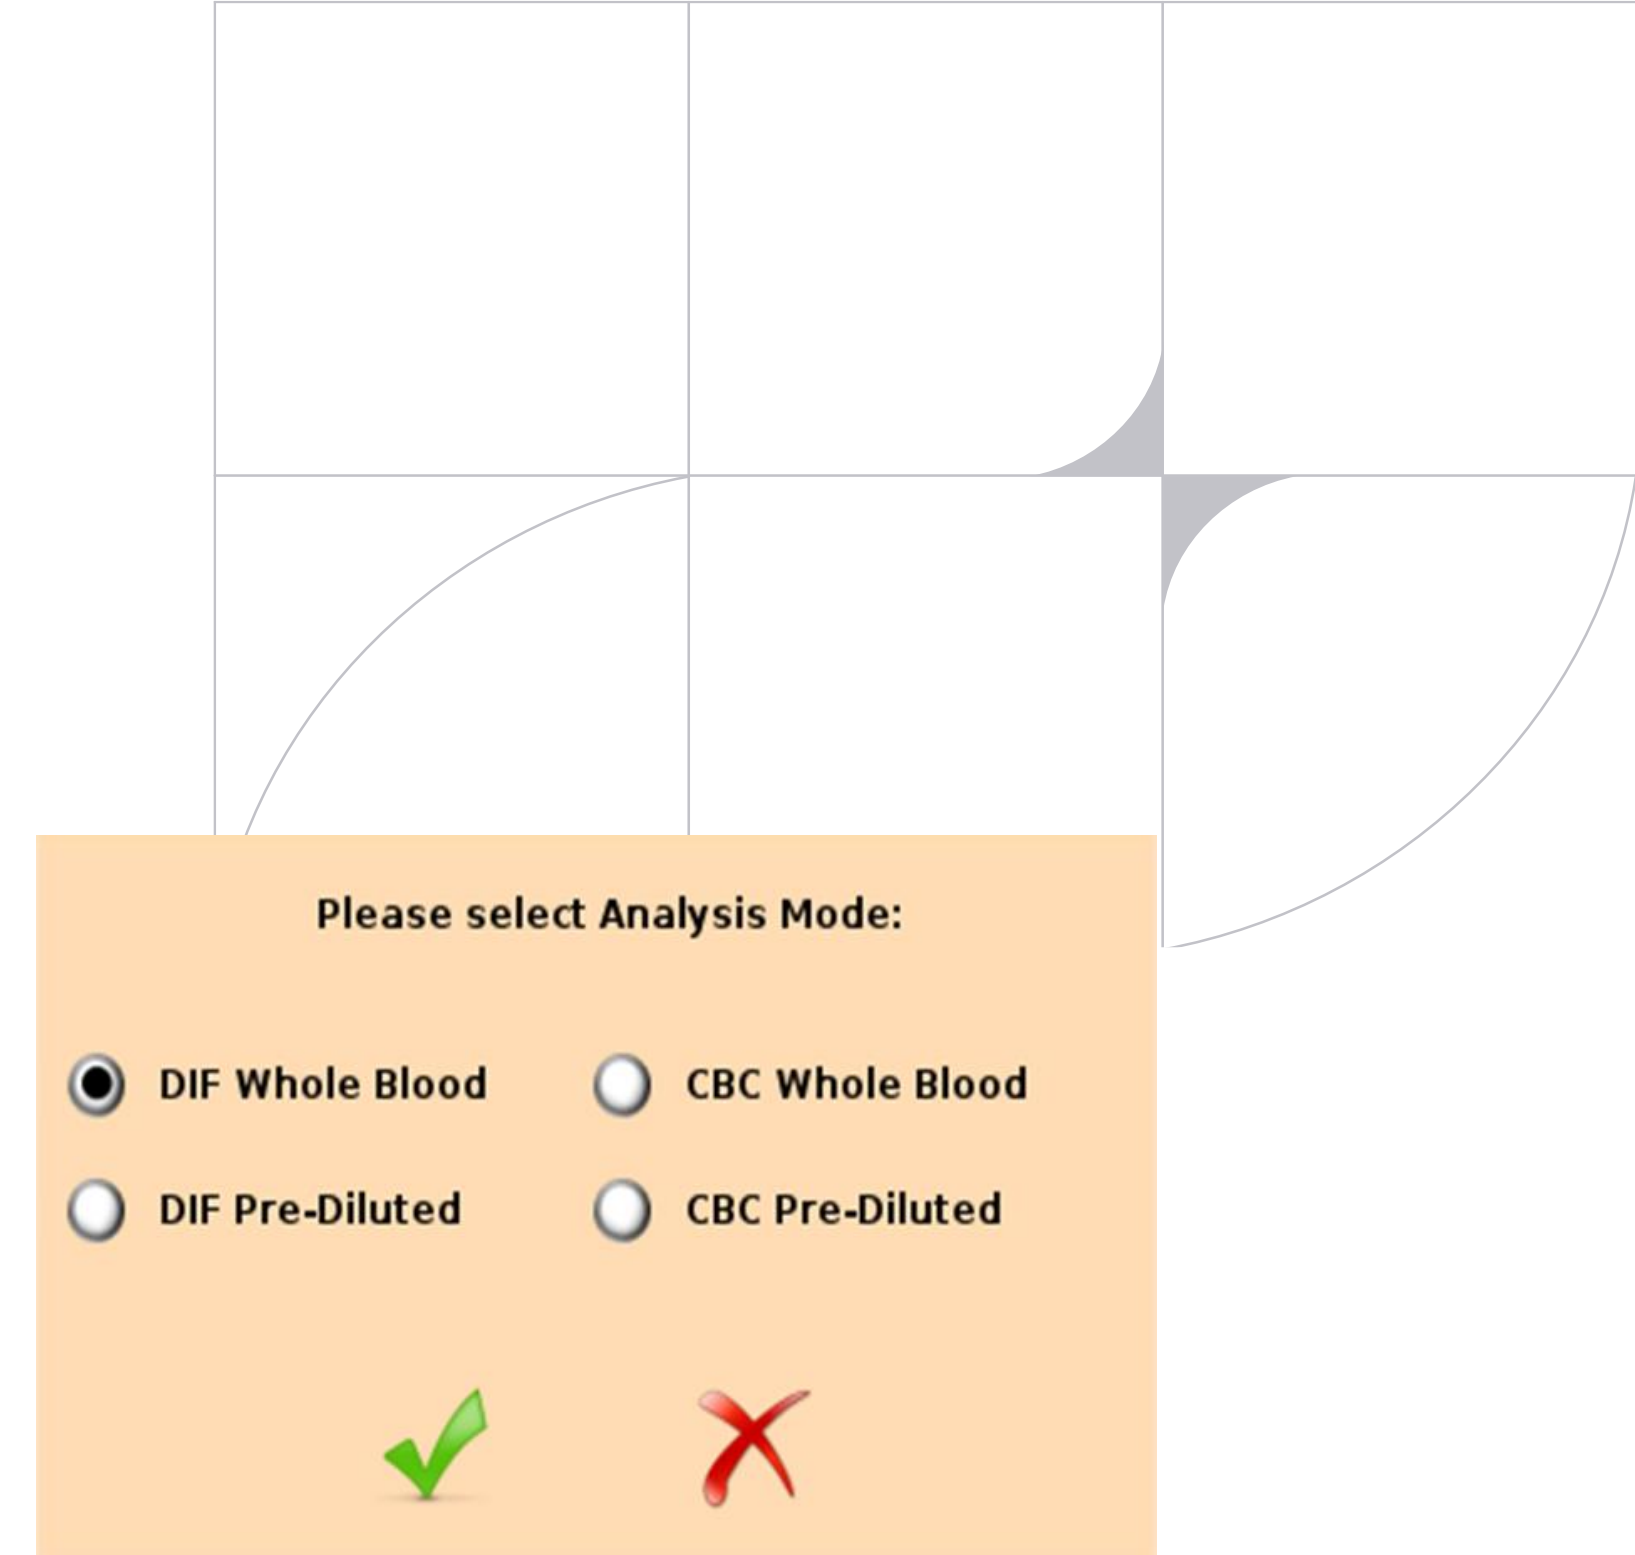 Please select Analysis Mode:
DIF Whole Blood
CBC Whole Blood
DIF Pre-Diluted
CBC Pre-Diluted